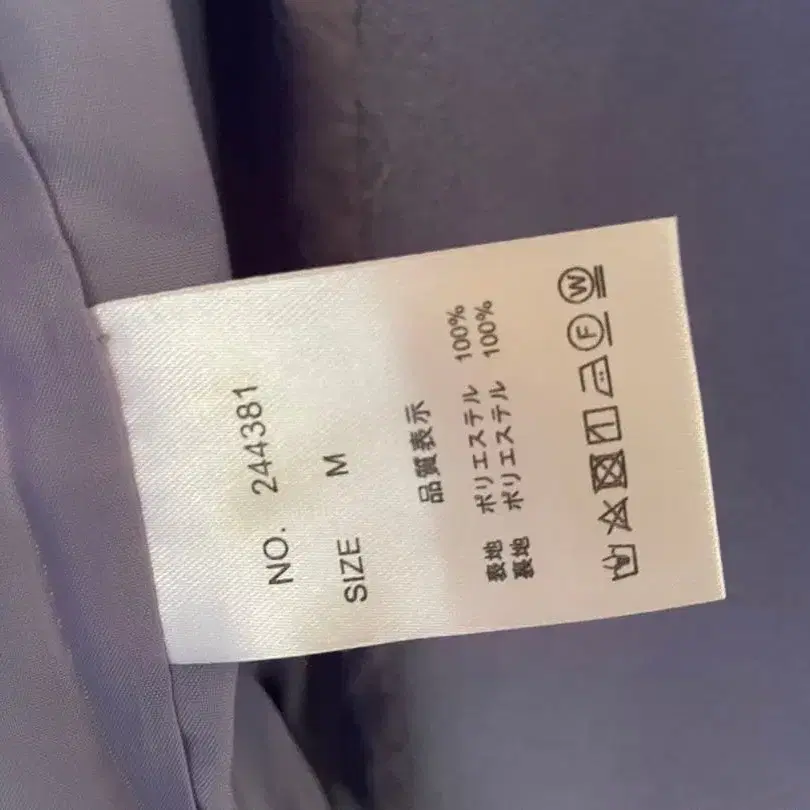 NO. 244381
SIZE M
品質表示
表地 ポリエステル 100%
裏地 ポリエステル 100%
F W